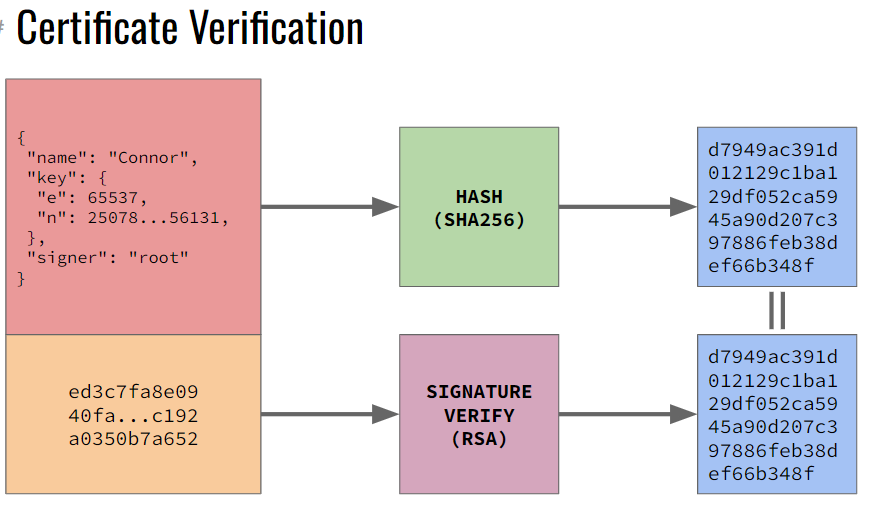 # Certificate Verification
{
"name": "Connor",
"key": {
"e": 65537,
"n": 25078...56131,
},
"signer": "root"
}
HASH
(SHA256)
d7949ac391d
012129c1ba1
29df052ca59
45a90d207c3
97886feb38d
ef66b348f
ed3c7fa8e09
40fa...c192
a0350b7a652
SIGNATURE
VERIFY
(RSA)
d7949ac391d
012129c1ba1
29df052ca59
45a90d207c3
97886feb38d
ef66b348f